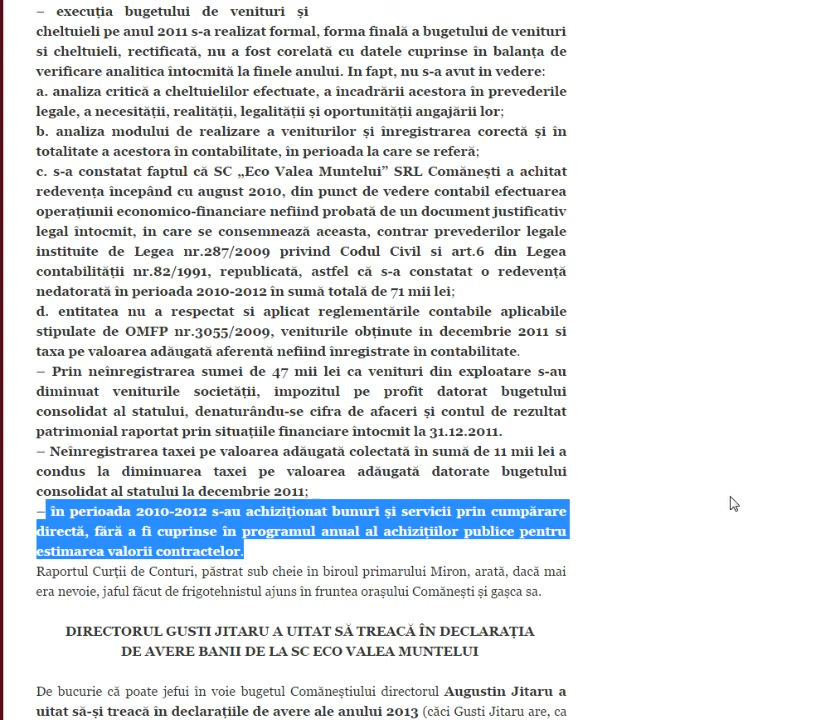 – execuția bugetului de venituri și
cheltuieli pe anul 2011 s-a realizat formal, forma finală a bugetului de venituri
si cheltuieli, rectificată, nu a fost corelată cu datele cuprinse în balanța de
verificare analitica întocmită la finele anului. In fapt, nu s-a avut in vedere:
a. analiza critică a cheltuielilor efectuate, a încadrării acestora în prevederile
legale, a necesității, realității, legalității și oportunității angajării lor;
b. analiza modului de realizare a veniturilor și înregistrarea corectă și în
totalitate a acestora în contabilitate, în perioada la care se referă;
c. s-a constatat faptul că SC „Eco Valea Muntelui” SRL Comănești a achitat
redevența începând cu august 2010, din punct de vedere contabil efectuarea
operațiunii economico-financiare nefiind probată de un document justificativ
legal întocmit, in care se consemnează aceasta, contrar prevederilor legale
instituite de Legea nr.287/2009 privind Codul Civil si art.6 din Legea
contabilității nr.82/1991, republicată, astfel că s-a constatat o redevență
nedatorată în perioada 2010-2012 în sumă totală de 71 mii lei;
d. entitatea nu a respectat si aplicat reglementările contabile aplicabile
stipulate de OMFP nr.3055/2009, veniturile obținute in decembrie 2011 si
taxa pe valoarea adăugată aferentă nefiind înregistrate în contabilitate.
– Prin neînregistrarea sumei de 47 mii lei ca venituri din exploatare s-au
diminuat veniturile societății, impozitul pe profit datorat bugetului
consolidat al statului, denaturându-se cifra de afaceri și contul de rezultat
patrimonial raportat prin situațiile financiare întocmit la 31.12.2011.
– Neînregistrarea taxei pe valoarea adăugată colectată în sumă de 11 mii lei a
condus la diminuarea taxei pe valoarea adăugată datorate bugetului
consolidat al statului la decembrie 2011;
– în perioada 2010-2012 s-au achiziționat bunuri și servicii prin cumpărare
directă, fără a fi cuprinse în programul anual al achizițiilor publice pentru
estimarea valorii contractelor.
Raportul Curții de Conturi, păstrat sub cheie în biroul primarului Miron, arată, dacă mai
era nevoie, jaful făcut de frigotehnistul ajuns în fruntea orașului Comănești și gașca sa.
DIRECTORUL GUSTI JITARU A UITAT SĂ TREACĂ ÎN DECLARAȚIA
DE AVERE BANII DE LA SC ECO VALEA MUNTELUI
De bucurie că poate jefui în voie bugetul Comăneștiului directorul Augustin Jitaru a
uitat să-și treacă în declarațiile de avere ale anului 2013 (căci Gusti Jitaru are, ca